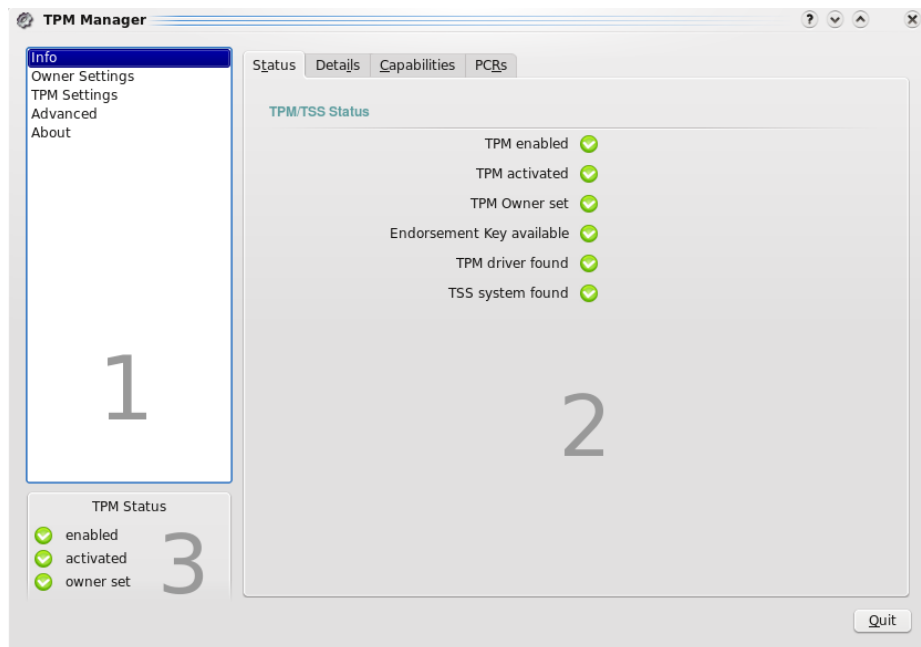 TPM Manager
Info
Owner Settings
TPM Settings
Advanced
About
1
TPM Status
enabled
activated
owner set
3
Status Details Capabilities PCRs
TPM/TSS Status
TPM enabled
TPM activated
TPM Owner set
Endorsement Key available
TPM driver found
TSS system found
2
Quit